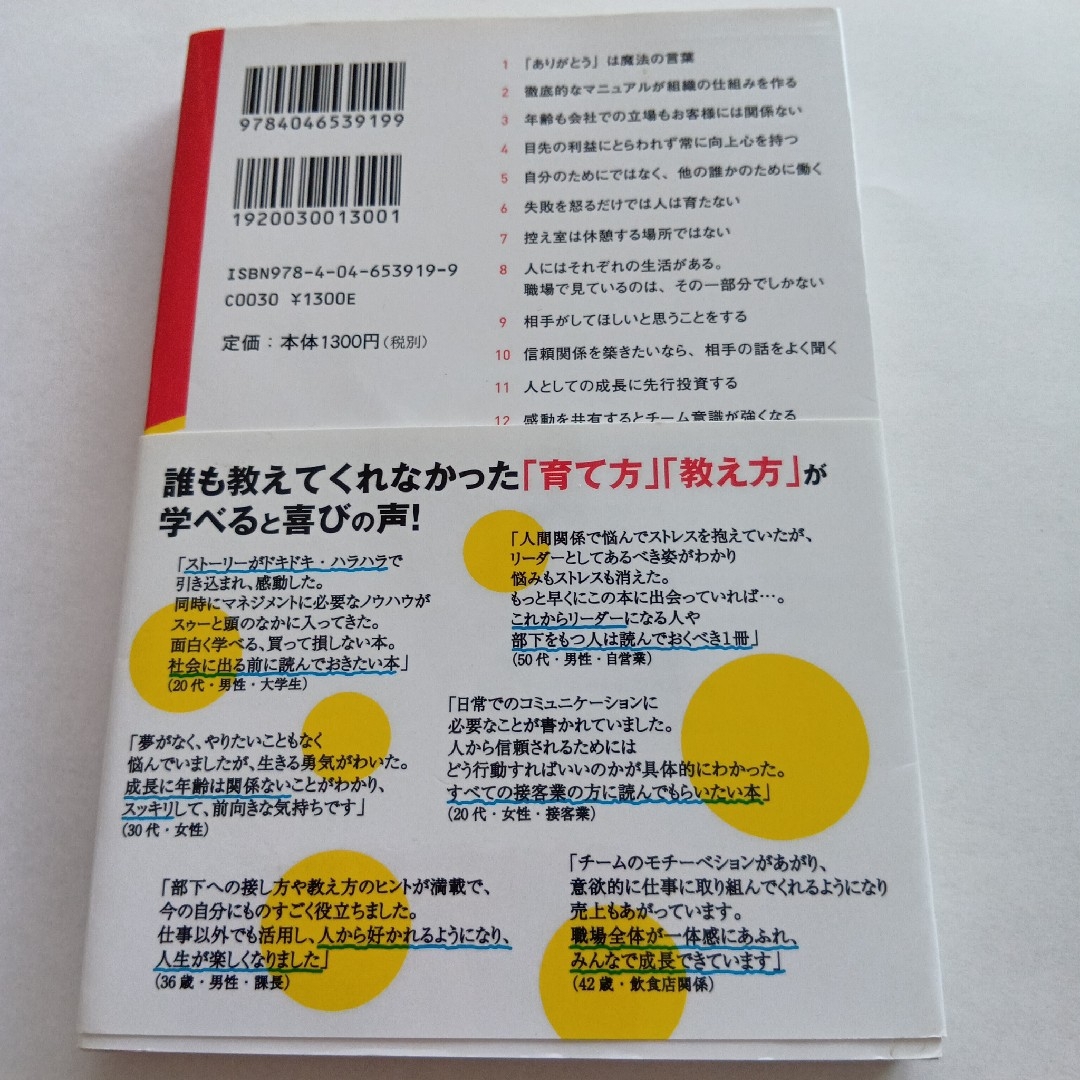 9784046539199
1920030013001
ISBN978-4-04-653919-9
C0030 ¥1300E
定価：本体1300円（税別）
1 「ありがとう」は魔法の言葉
2 徹底的なマニュアルが組織の仕組みを作る
3 年齢も会社での立場もお客様には関係ない
4 目先の利益にとらわれず常に向上心を持つ
5 自分のためにではなく、他の誰かのために働く
6 失敗を怒るだけでは人は育たない
7 控え室は休憩する場所ではない
8 人にはそれぞれの生活がある。
職場で見ているのは、その一部分でしかない
9 相手がしてほしいと思うことをする
10 信頼関係を築きたいなら、相手の話をよく聞く
11 人としての成長に先行投資する
12 感動を共有するとチーム意識が強くなる
誰も教えてくれなかった「育て方」「教え方」が
学べると喜びの声！
「ストーリーがドキドキ・ハラハラで
引き込まれ、感動した。
同時にマネジメントに必要なノウハウが
スゥーと頭のなかに入ってきた。
面白く学べる、買って損しない本。
社会に出る前に読んでおきたい本」
（20代・男性・大学生）
「人間関係で悩んでストレスを抱えていたが、
リーダーとしてあるべき姿がわかり
悩みもストレスも消えた。
もっと早くにこの本に出会っていれば…。
これからリーダーになる人や
部下をもつ人は読んでおくべき1冊」
（50代・男性・自営業）
「夢がなく、やりたいこともなく
悩んでいましたが、生きる勇気がわいた。
成長に年齢は関係ないことがわかり、
スッキリして、前向きな気持ちです」
（30代・女性）
「日常でのコミュニケーションに
必要なことが書かれていました。
人から信頼されるためには
どう行動すればいいのかが具体的にわかった。
すべての接客業の方に読んでもらいたい本」
（20代・女性・接客業）
「部下への接し方や教え方のヒントが満載で、
今の自分にものすごく役立ちました。
仕事以外でも活用し、人から好かれるようになり、
人生が楽しくなりました」
（36歳・男性・課長）
「チームのモチーベションがあがり、
意欲的に仕事に取り組んでくれるようになり
売上もあがっています。
職場全体が一体感にあふれ、
みんなで成長できています」
（42歳・飲食店関係）